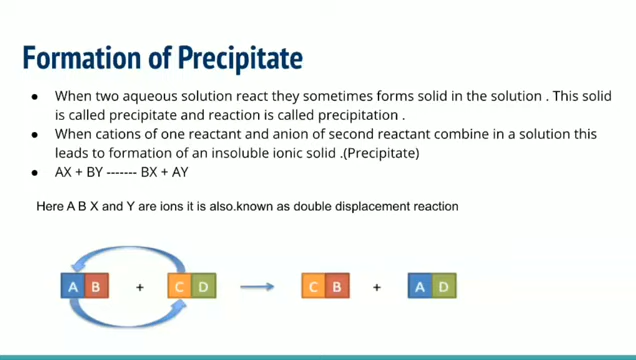 Formation of Precipitate
● When two aqueous solution react they sometimes forms solid in the solution . This solid
is called precipitate and reaction is called precipitation .
● When cations of one reactant and anion of second reactant combine in a solution this
leads to formation of an insoluble ionic solid .(Precipitate)
● AX + BY ------- BX + AY
Here A B X and Y are ions it is also.known as double displacement reaction
A B + C D → C B + A D